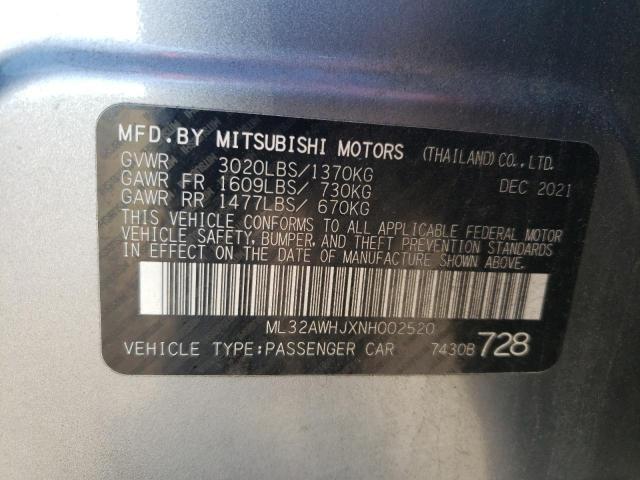 MFD.BY MITSUBISHI MOTORS (THAILAND)CO.,LTD.
GVWR 3020LBS/1370KG DEC 2021
GAWR FR 1609LBS/ 730KG
GAWR RR 1477LBS/ 670KG
THIS VEHICLE CONFORMS TO ALL APPLICABLE FEDERAL MOTOR
VEHICLE SAFETY, BUMPER, AND THEFT PREVENTION STANDARDS
IN EFFECT ON THE DATE OF MANUFACTURE SHOWN ABOVE.
ML32AWHJXNH002520
VEHICLE TYPE:PASSENGER CAR 7430B 728